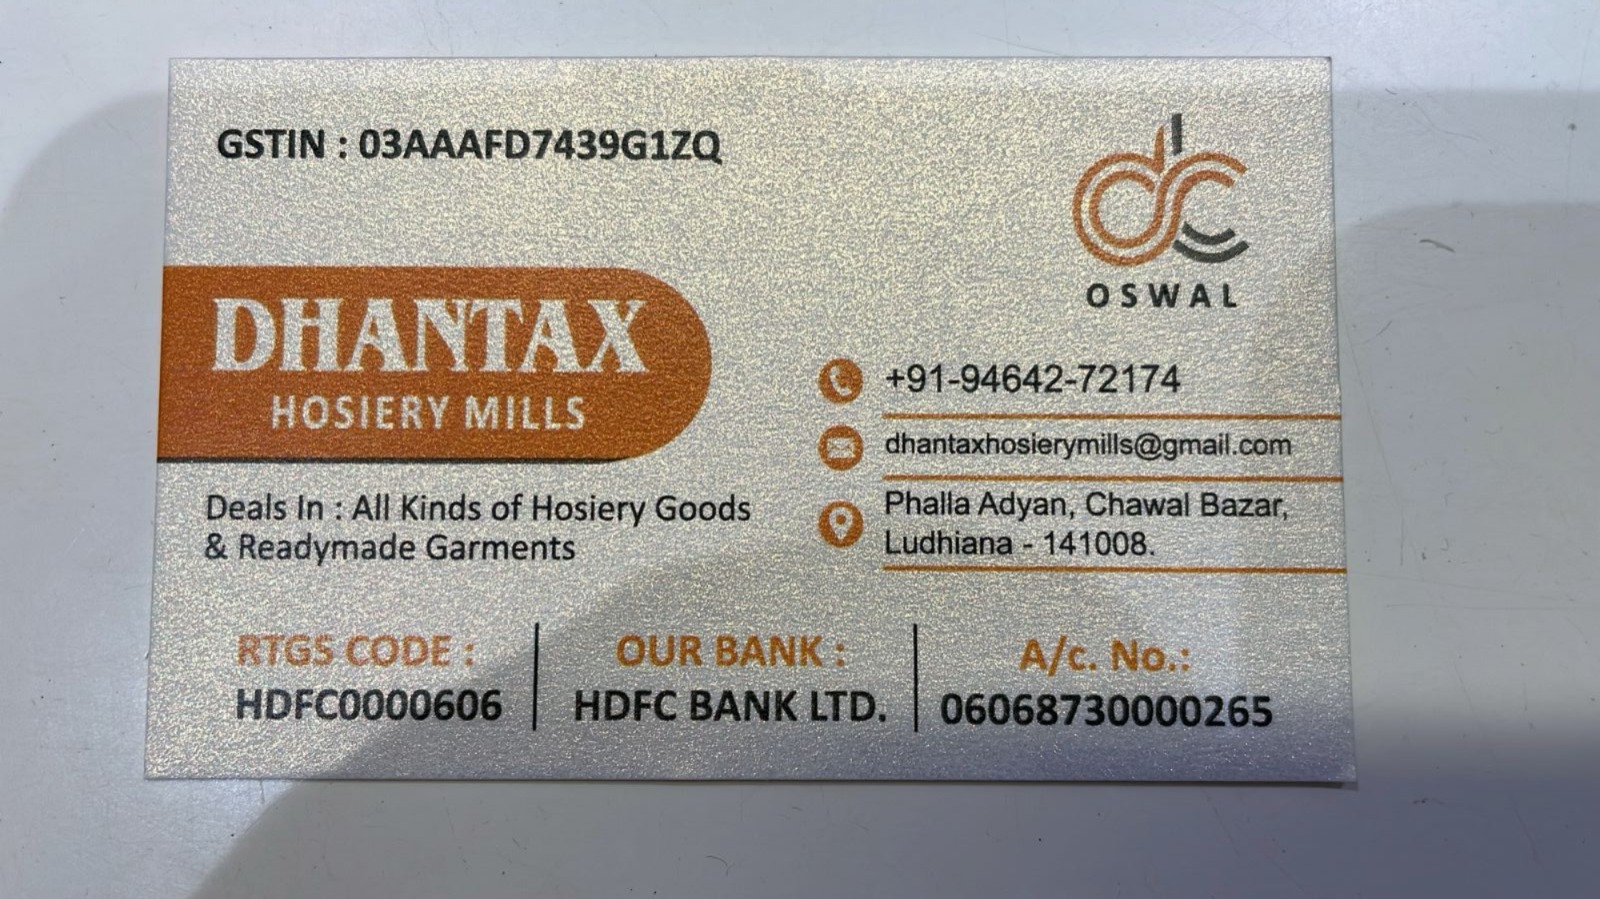 GSTIN : 03AAAFD7439G1ZQ
OSWAL
DHANTAX
HOSIERY MILLS
Deals In : All Kinds of Hosiery Goods
& Readymade Garments
+91-94642-72174
dhantaxhosierymills@gmail.com
Phalla Adyan, Chawal Bazar,
Ludhiana - 141008.
RTGS CODE :
HDFC0000606
OUR BANK :
HDFC BANK LTD.
A/c. No.:
06068730000265